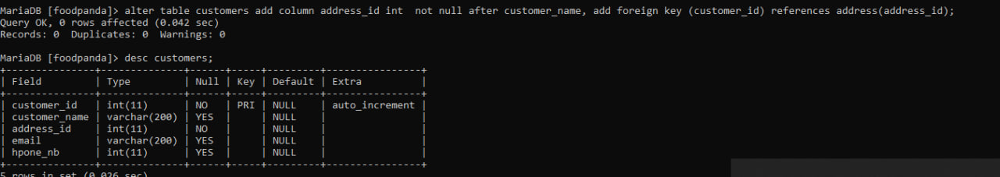 MariaDB [foodpanda]> alter table customers add column address_id int  not null after customer_name, add foreign key (customer_id) references address(address_id);
Query OK, 0 rows affected (0.042 sec)
Records: 0  Duplicates: 0  Warnings: 0

MariaDB [foodpanda]> desc customers;
+---------------+--------------+------+-----+---------+----------------+
| Field         | Type         | Null | Key | Default | Extra          |
+---------------+--------------+------+-----+---------+----------------+
| customer_id   | int(11)      | NO   | PRI | NULL    | auto_increment |
| customer_name | varchar(200) | YES  |     | NULL    |                |
| address_id    | int(11)      | NO   |     | NULL    |                |
| email         | varchar(200) | YES  |     | NULL    |                |
| hpone_nb      | int(11)      | YES  |     | NULL    |                |
+---------------+--------------+------+-----+---------+----------------+
5 rows in set (0.026 sec)